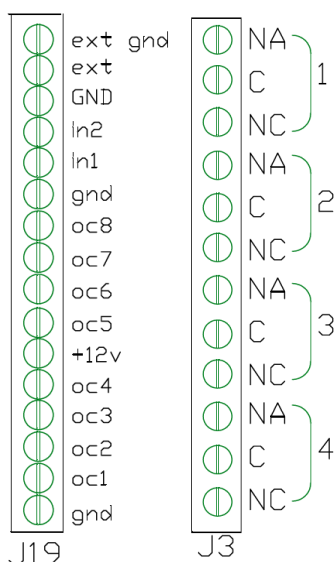 ext gnd
ext
GND
In2
In1
gnd
oc8
oc7
oc6
oc5
+12v
oc4
oc3
oc2
oc1
gnd
J19
NA
C
NC
1
NA
C
NC
2
NA
C
NC
3
NA
C
NC
4
J3